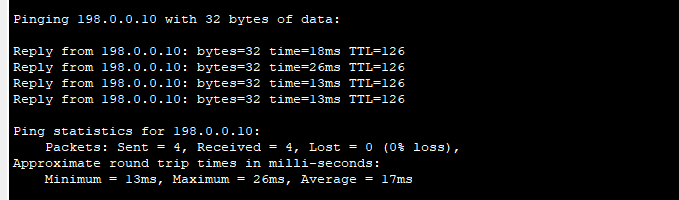 Pinging 198.0.0.10 with 32 bytes of data:
Reply from 198.0.0.10: bytes=32 time=18ms TTL=126
Reply from 198.0.0.10: bytes=32 time=26ms TTL=126
Reply from 198.0.0.10: bytes=32 time=13ms TTL=126
Reply from 198.0.0.10: bytes=32 time=13ms TTL=126
Ping statistics for 198.0.0.10:
Packets: Sent = 4, Received = 4, Lost = 0 (0% loss),
Approximate round trip times in milli-seconds:
Minimum = 13ms, Maximum = 26ms, Average = 17ms